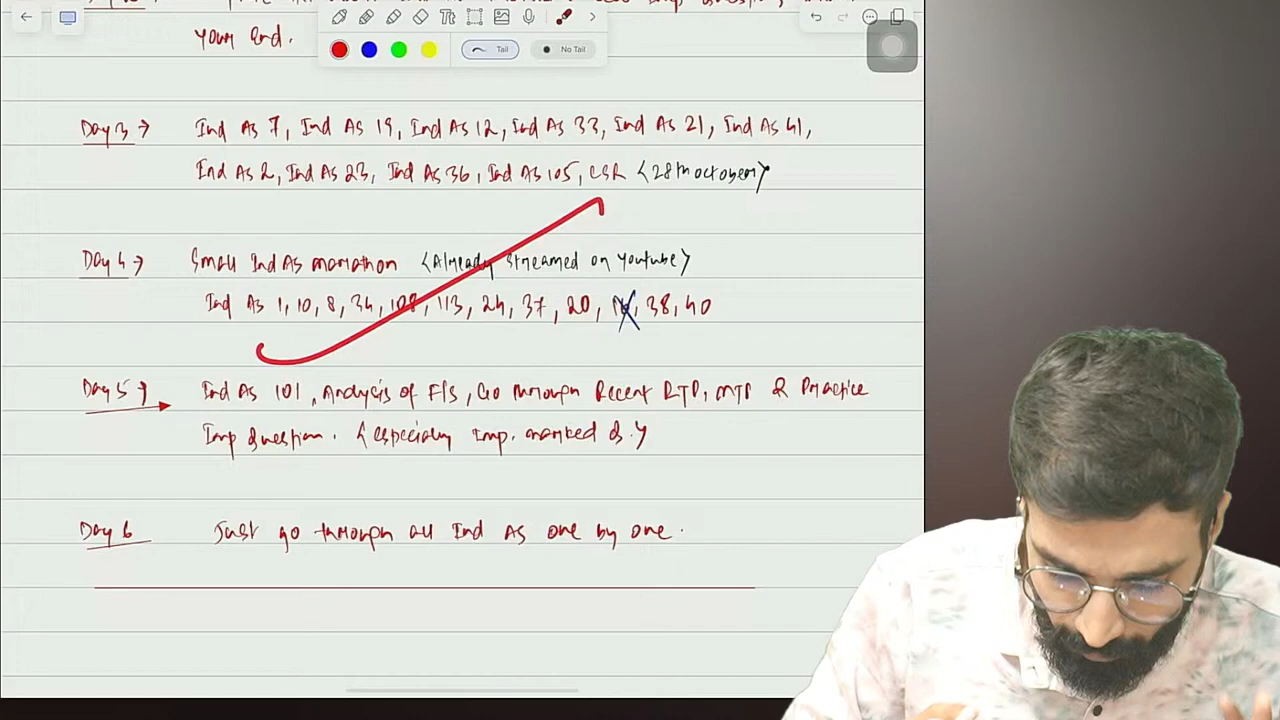 your End.
Tail
No Tail
Day 3 → Ind As 7, Ind As 19, Ind As 12, Ind As 33, Ind As 21, Ind As 41,
Ind As 2, Ind As 23, Ind As 36, Ind As 105, CSR <28th october>
Day 4 → Small Ind As marathon <Already streamed on youtube>
Ind As 1, 10, 8, 34, 108, 113, 24, 37, 20, 38, 40
Day 5 → Ind As 101, Analysis of F/s, Go through Recent RTP, MTP & Practice
Imp Question. <especially Imp. marked Q.>
Day 6 Just go through all Ind As one by one.